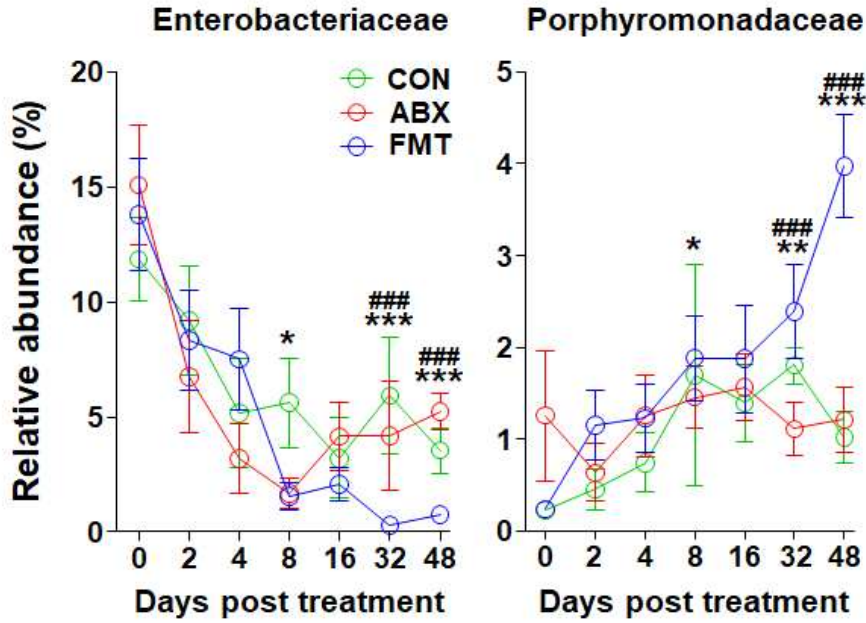 Enterobacteriaceae
Porphyromonadaceae
Relative abundance (%)
20
15
10
5
0
CON
ABX
FMT
*
###
***
###
***
0 2 4 8 16 32 48
Days post treatment
5
4
3
2
1
0
*
###
**
###
***
0 2 4 8 16 32 48
Days post treatment